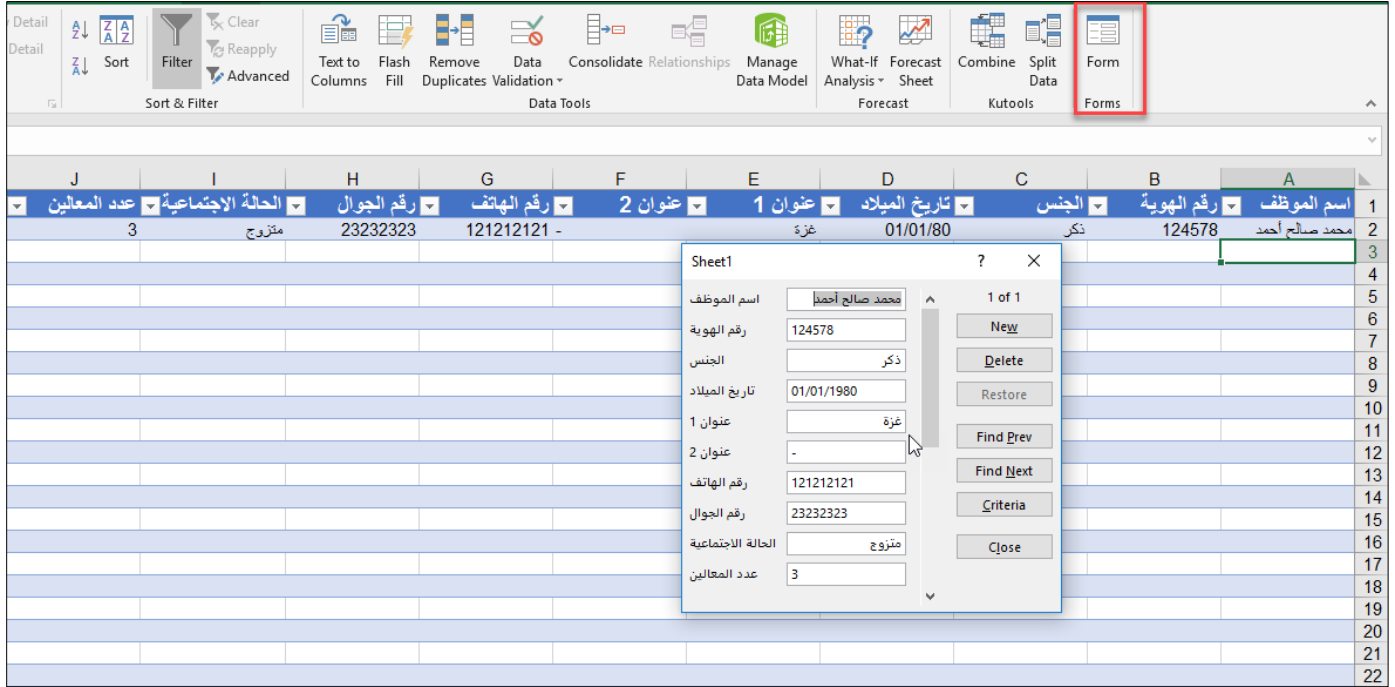 Detail
Detail
Sort
Filter
Clear
Reapply
Advanced
Sort & Filter
Text to Columns
Flash Fill
Remove Duplicates
Data Validation
Consolidate
Relationships
Manage Data Model
Data Tools
What-If Analysis
Forecast Sheet
Forecast
Combine
Split Data
Kutools
Form
Forms
A B C D E F G H I J
1 اسم الموظف رقم الهوية الجنس تاريخ الميلاد عنوان 1 عنوان 2 رقم الهاتف رقم الجوال الحالة الاجتماعية عدد المعالين
2 محمد صالح أحمد 124578 ذكر 01/01/80 غزة - 121212121 23232323 متزوج 3
3
4
5
6
7
8
9
10
11
12
13
14
15
16
17
18
19
20
21
22
Sheet1 ?
اسم الموظف محمد صالح أحمد
رقم الهوية 124578
الجنس ذكر
تاريخ الميلاد 01/01/1980
عنوان 1 غزة
عنوان 2 -
رقم الهاتف 121212121
رقم الجوال 23232323
الحالة الاجتماعية متزوج
عدد المعالين 3
1 of 1
New
Delete
Restore
Find Prev
Find Next
Criteria
Close